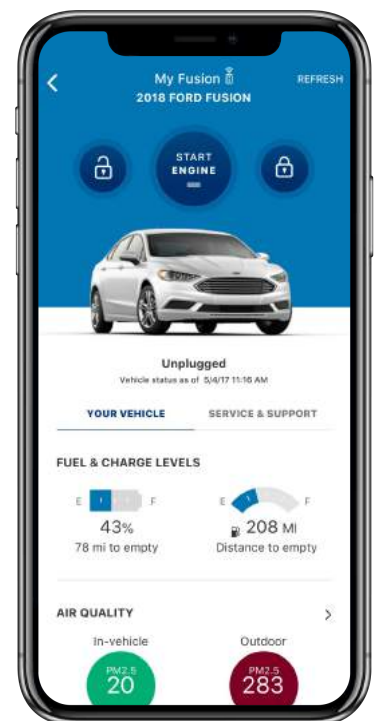 My Fusion
REFRESH
2018 FORD FUSION
START
ENGINE
Unplugged
Vehicle status as of 5/4/17 11:16 AM
YOUR VEHICLE SERVICE & SUPPORT
FUEL & CHARGE LEVELS
E F E F
43% 208 MI
78 mi to empty Distance to empty
AIR QUALITY
In-vehicle Outdoor
PM2.5 PM2.5
20 283